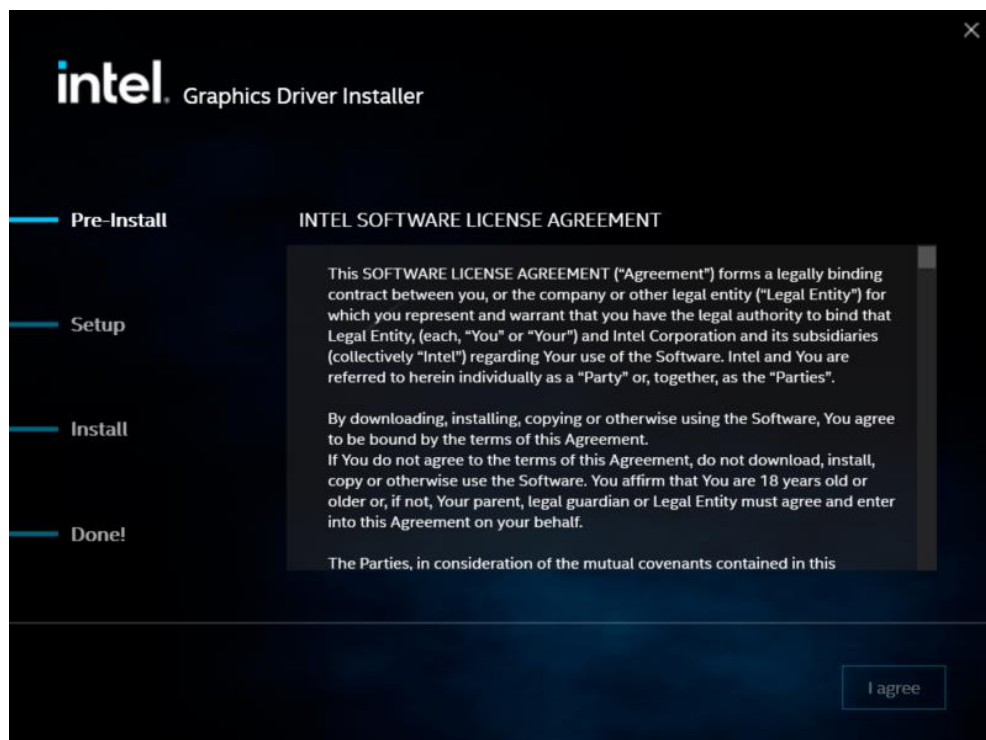 intel. Graphics Driver Installer
Pre-Install
INTEL SOFTWARE LICENSE AGREEMENT
This SOFTWARE LICENSE AGREEMENT (“Agreement”) forms a legally binding
contract between you, or the company or other legal entity (“Legal Entity”) for
which you represent and warrant that you have the legal authority to bind that
Legal Entity, (each, “You” or “Your”) and Intel Corporation and its subsidiaries
(collectively “Intel”) regarding Your use of the Software. Intel and You are
referred to herein individually as a “Party” or, together, as the “Parties”.
By downloading, installing, copying or otherwise using the Software, You agree
to be bound by the terms of this Agreement.
If You do not agree to the terms of this Agreement, do not download, install,
copy or otherwise use the Software. You affirm that You are 18 years old or
older or, if not, Your parent, legal guardian or Legal Entity must agree and enter
into this Agreement on your behalf.
The Parties, in consideration of the mutual covenants contained in this
Setup
Install
Done!
I agree